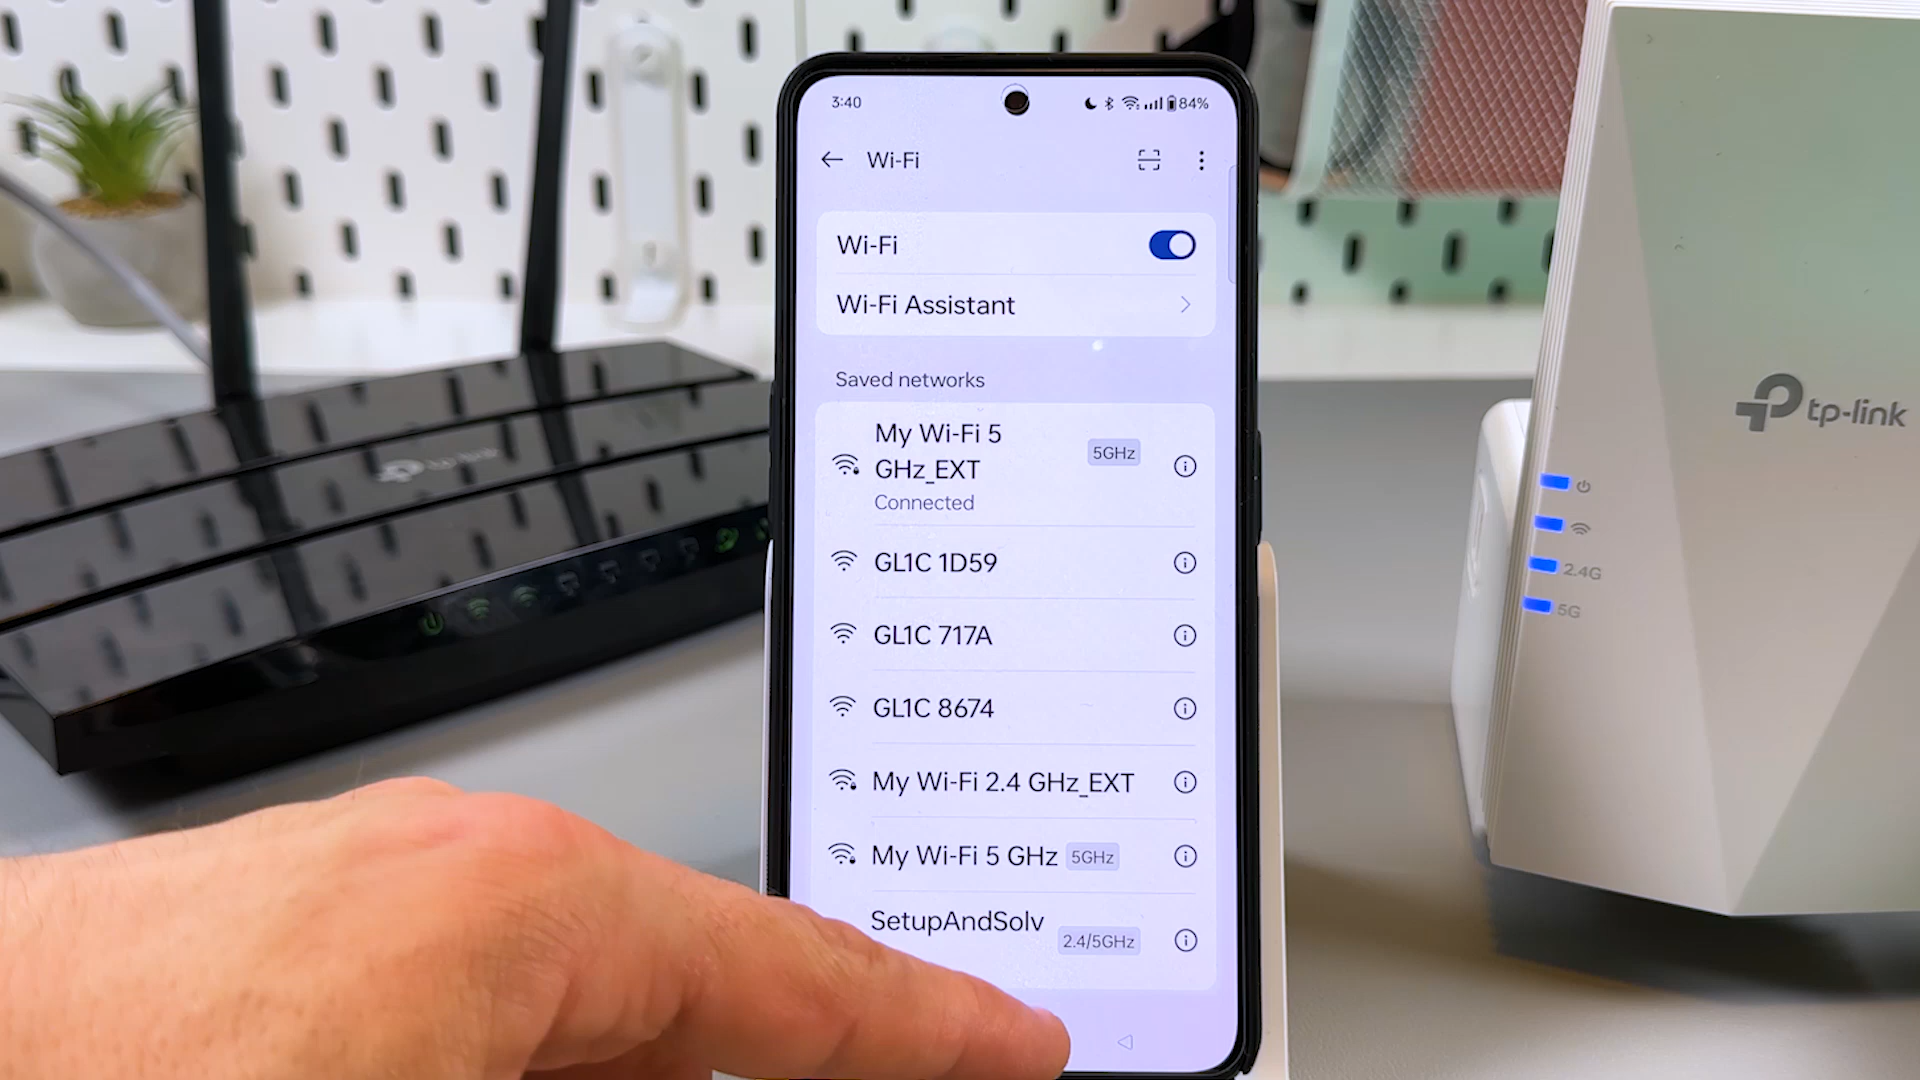 3:40
84%
Wi-Fi
Wi-Fi
Wi-Fi Assistant
Saved networks
My Wi-Fi 5
GHz_EXT
5GHz
Connected
GL1C 1D59
GL1C 717A
GL1C 8674
My Wi-Fi 2.4 GHz_EXT
My Wi-Fi 5 GHz
5GHz
SetupAndSolv
2.4/5GHz
tp-link
2.4G
5G
tp-link